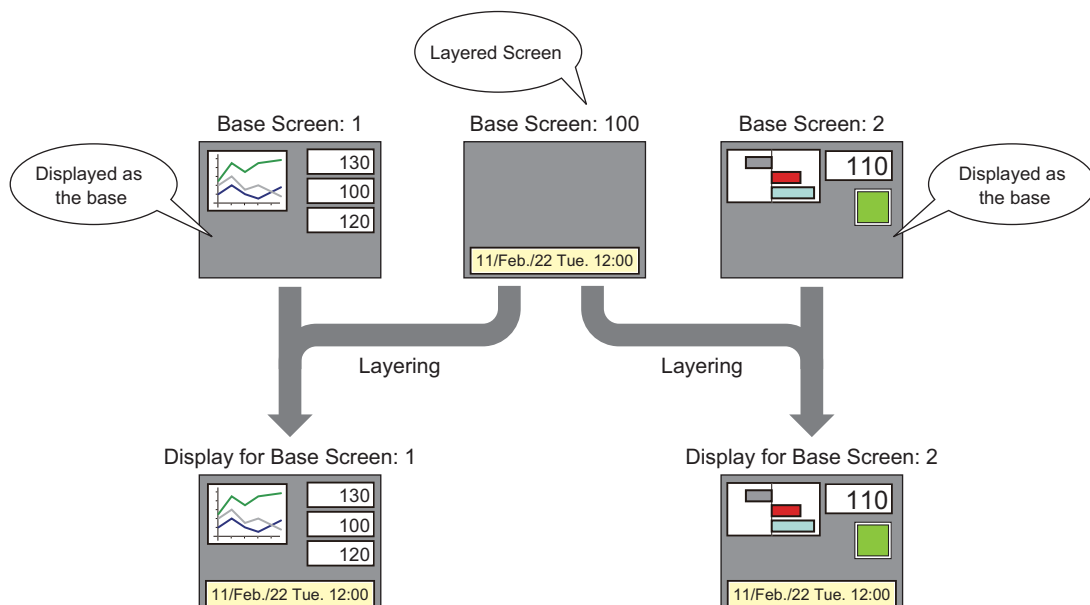 Layered Screen
Base Screen: 1
Base Screen: 100
Base Screen: 2
Displayed as
the base
130
100
120
11/Feb./22 Tue. 12:00
110
Displayed as
the base
Layering
Layering
Display for Base Screen: 1
Display for Base Screen: 2
130
100
120
11/Feb./22 Tue. 12:00
110
11/Feb./22 Tue. 12:00